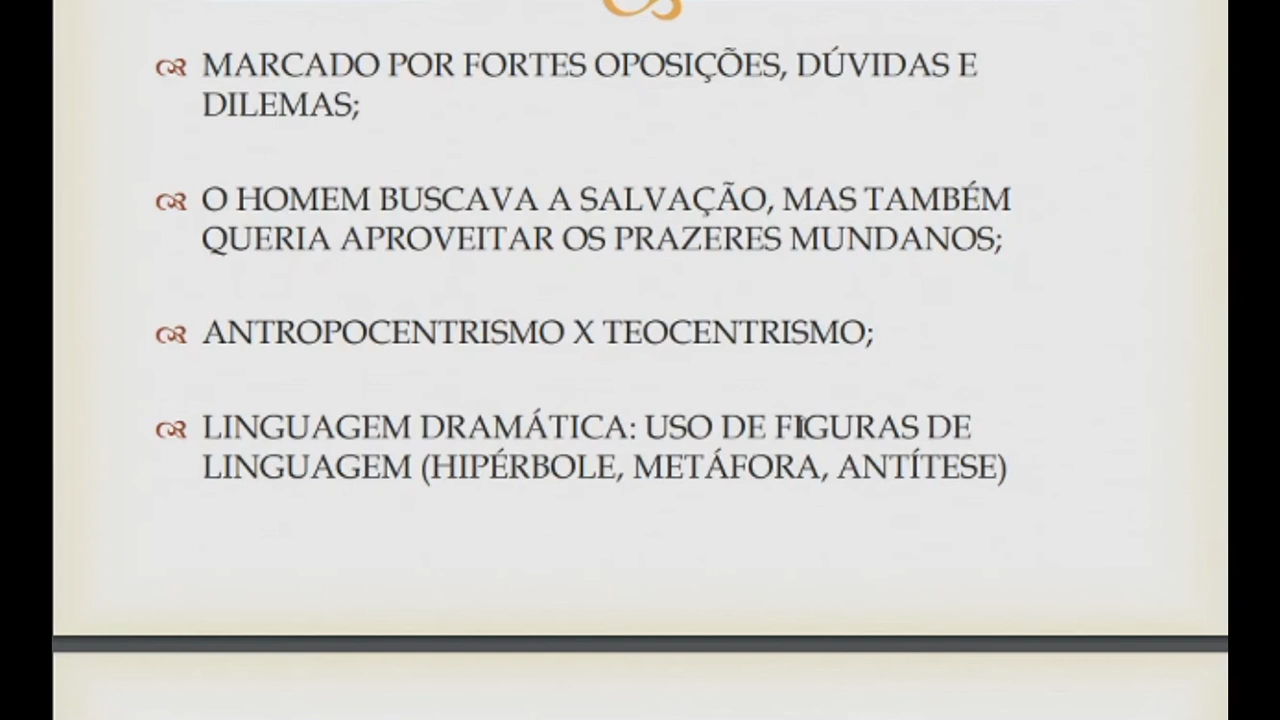 MARCADO POR FORTES OPOSIÇÕES, DÚVIDAS E
DILEMAS;
O HOMEM BUSCAVA A SALVAÇÃO, MAS TAMBÉM
QUERIA APROVEITAR OS PRAZERES MUNDANOS;
ANTROPOCENTRISMO X TEOCENTRISMO;
LINGUAGEM DRAMÁTICA: USO DE FIGURAS DE
LINGUAGEM (HIPÉRBOLE, METÁFORA, ANTÍTESE)